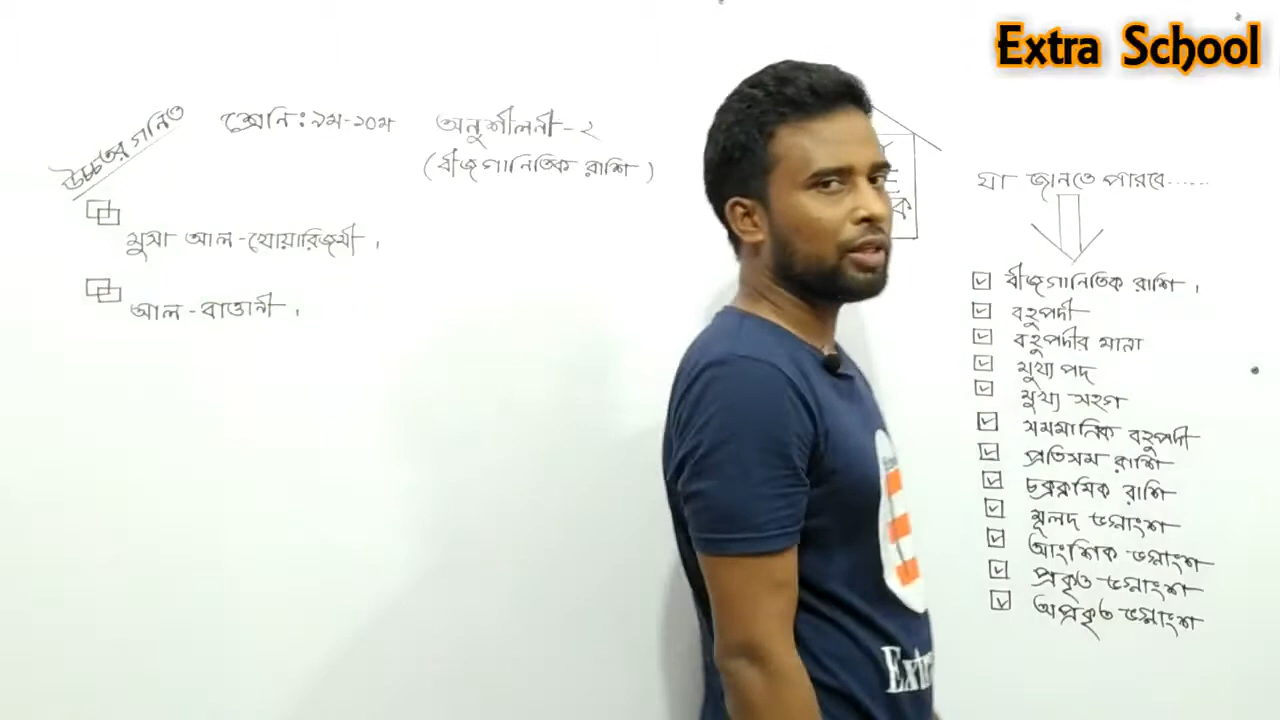 Extra School
উচ্চতর গনিত
শ্রেনি : ৯ম-১০ম
অনুশীলনী - ২
(বীজগানিতিক রাশি)
মুসা আল-খোয়ারিজমী ।
আল-বাত্তানী ।
যা জানতে পারবে......
বীজগানিতিক রাশি ।
বহুপদী
বহুপদীর মাত্রা
মুখ্য পদ
মুখ্য সহগ
সমমাত্রিক বহুপদী
প্রতিসম রাশি
চক্রক্রমিক রাশি
মূলদ ভগ্নাংশ
আংশিক ভগ্নাংশ
প্রকৃত ভগ্নাংশ
অপ্রকৃত ভগ্নাংশ
ক
Extra